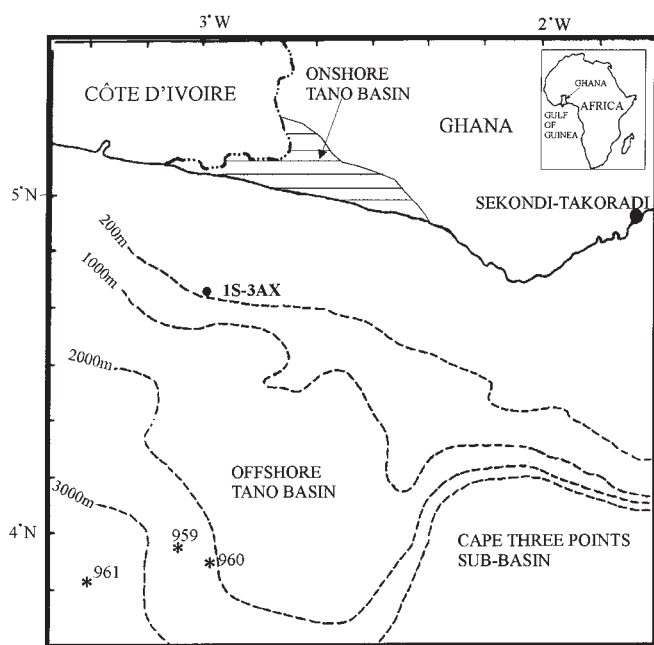 3°W
2°W
CÔTE D'IVOIRE
ONSHORE
TANO BASIN
GHANA
GHANA
AFRICA
GULF
OF
GUINEA
5°N
SEKONDI-TAKORADI
200m
1000m
1S-3AX
2000m
OFFSHORE
TANO BASIN
3000m
4°N
959
960
961
CAPE THREE POINTS
SUB-BASIN